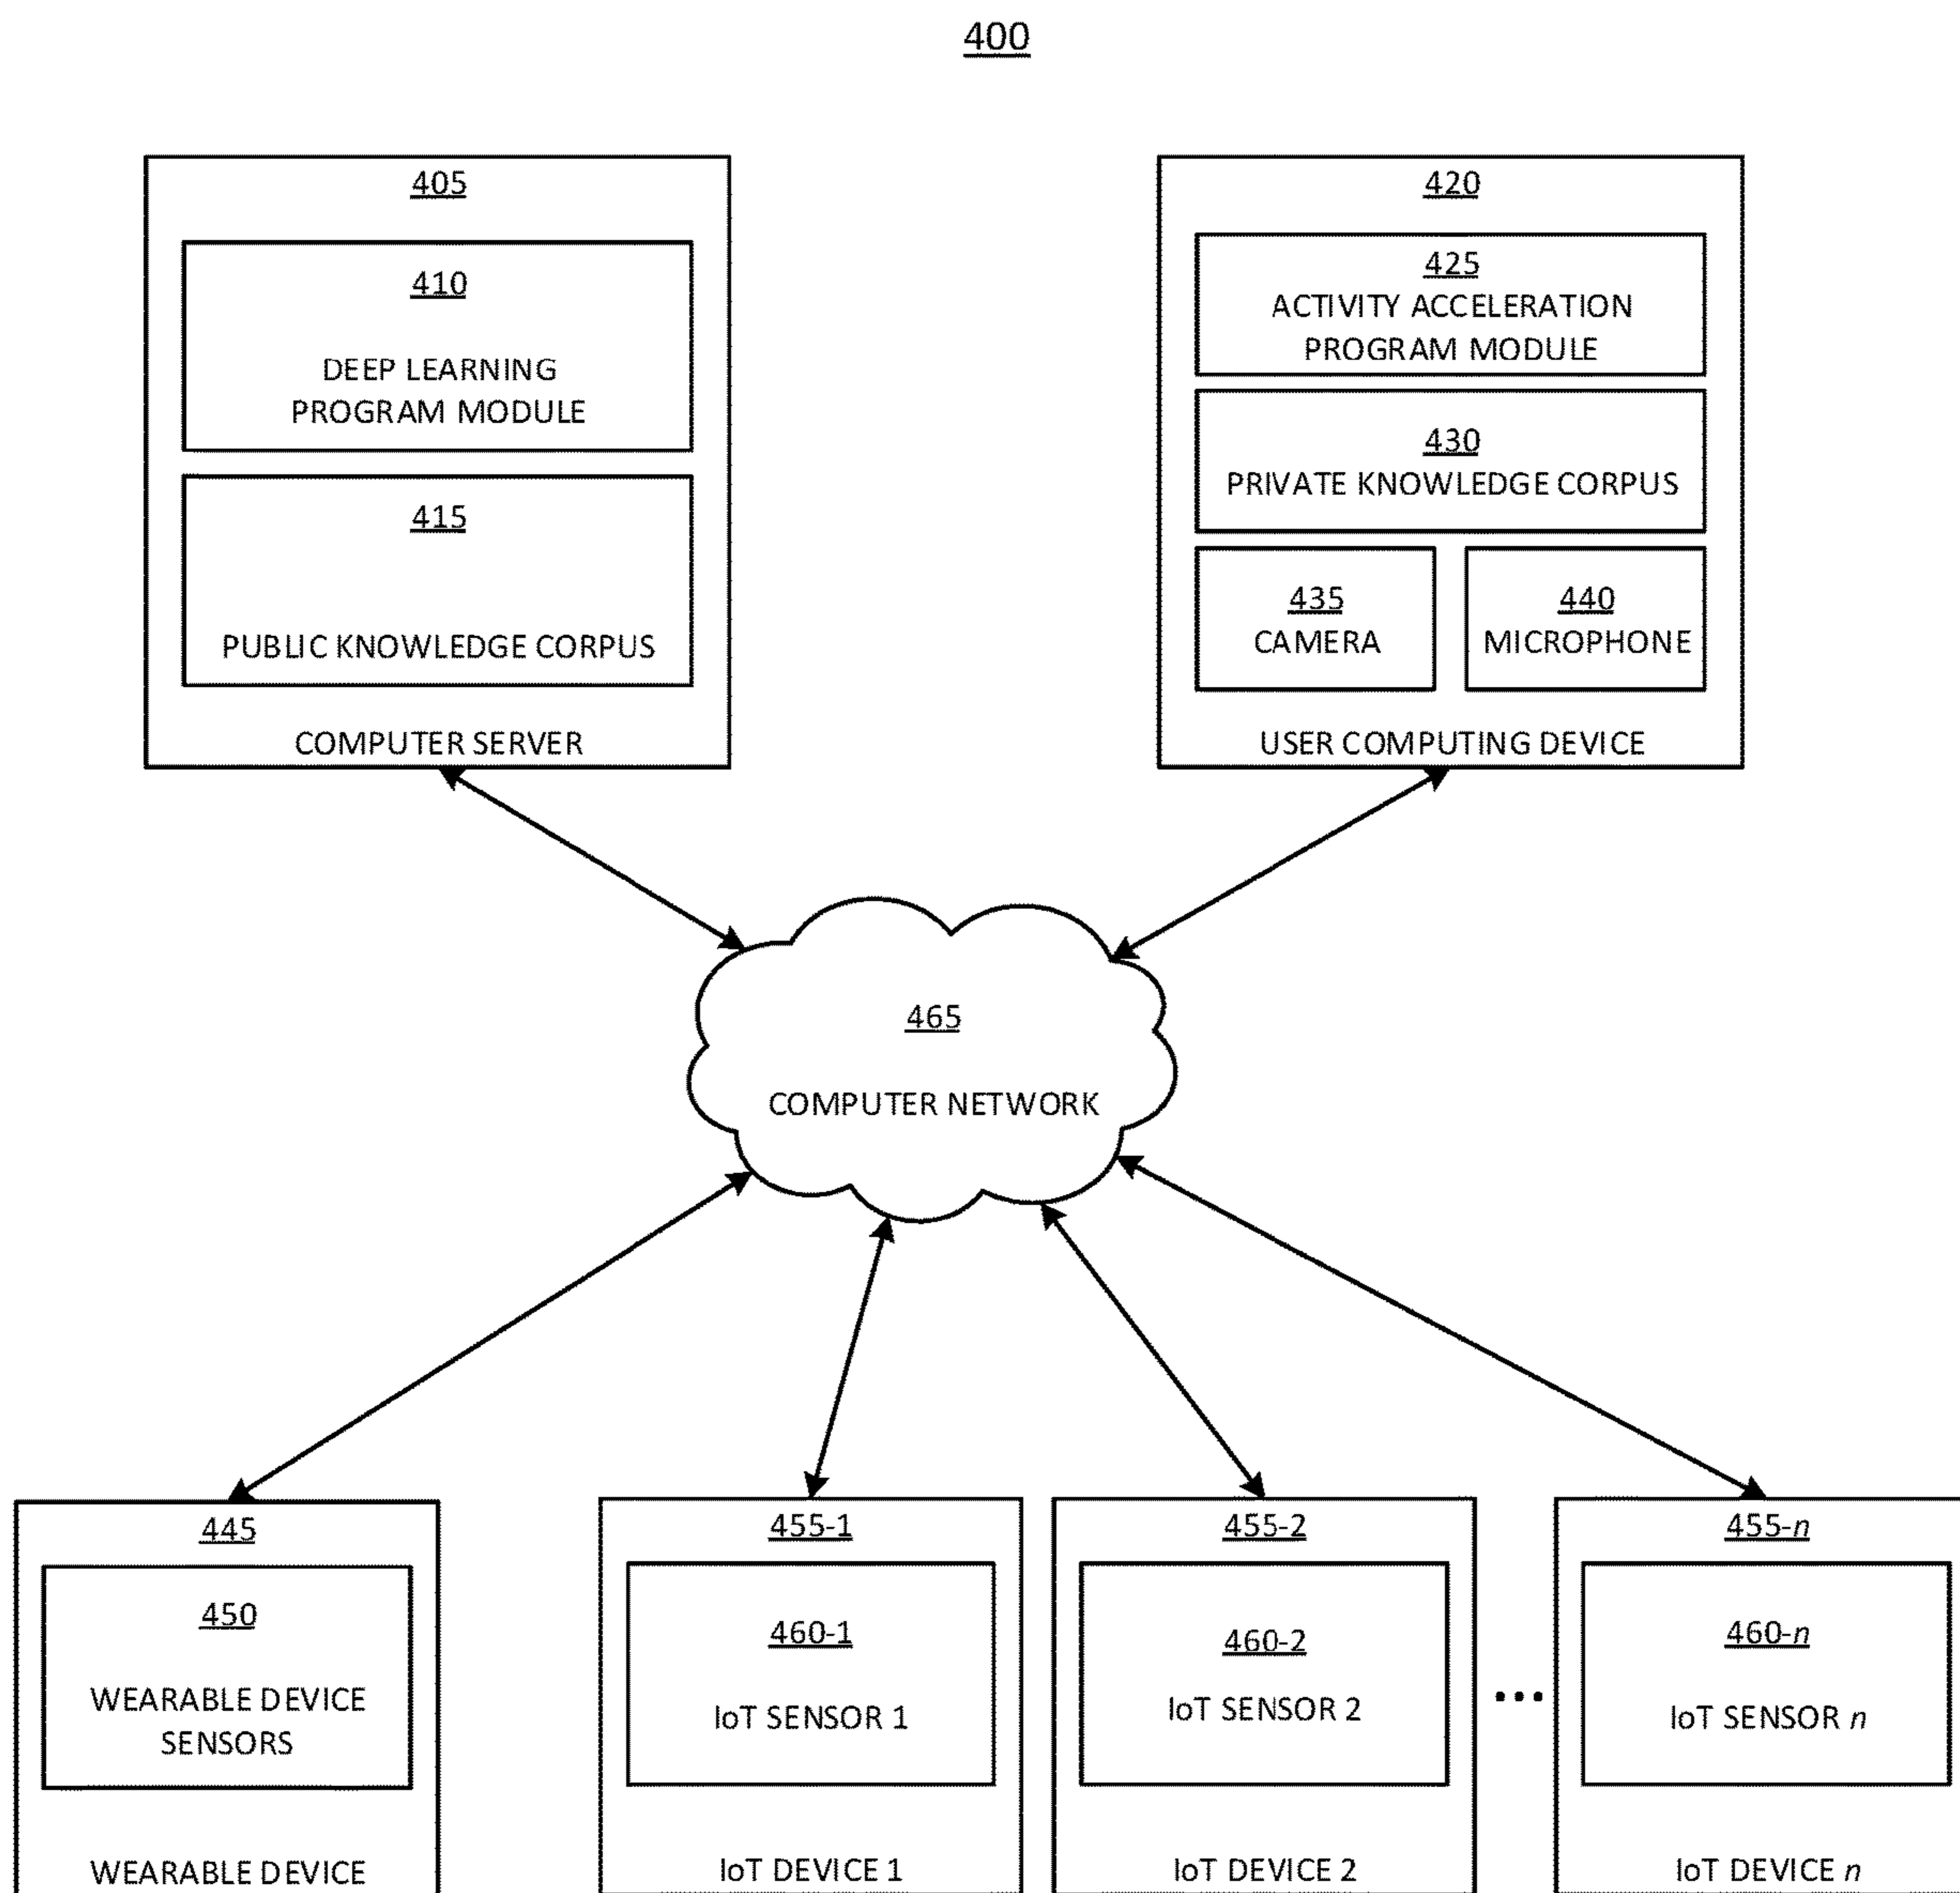 400
405
410
DEEP LEARNING
PROGRAM MODULE
415
PUBLIC KNOWLEDGE CORPUS
COMPUTER SERVER
420
425
ACTIVITY ACCELERATION
PROGRAM MODULE
430
PRIVATE KNOWLEDGE CORPUS
435
CAMERA
440
MICROPHONE
USER COMPUTING DEVICE
465
COMPUTER NETWORK
445
450
WEARABLE DEVICE
SENSORS
WEARABLE DEVICE
455-1
460-1
IoT SENSOR 1
IoT DEVICE 1
455-2
460-2
IoT SENSOR 2
IoT DEVICE 2
...
455-n
460-n
IoT SENSOR n
IoT DEVICE n